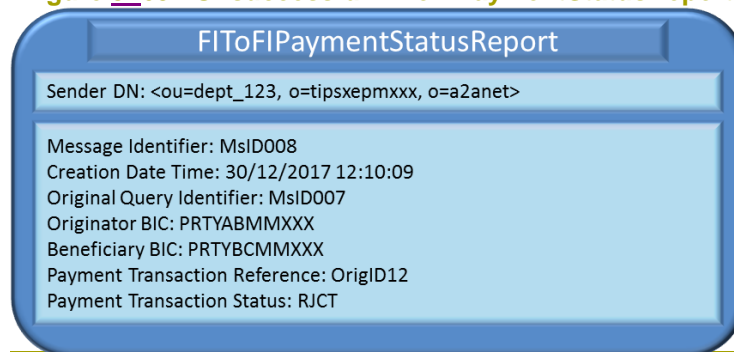 FIToFIPaymentStatusReport
Sender DN: <ou=dept_123, o=tipsxepmxxx, o=a2anet>
Message Identifier: MsID008
Creation Date Time: 30/12/2017 12:10:09
Original Query Identifier: MsID007
Originator BIC: PRTYABMMXXX
Beneficiary BIC: PRTYBCMMXXX
Payment Transaction Reference: OrigID12
Payment Transaction Status: RJCT